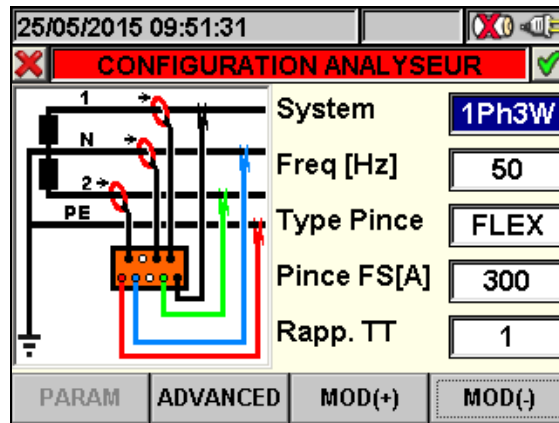 25/05/2015 09:51:31
CONFIGURATION ANALYSEUR
1
N
2
PE
System 1Ph3W
Freq [Hz] 50
Type Pince FLEX
Pince FS[A] 300
Rapp. TT 1
PARAM ADVANCED MOD(+) MOD(-)